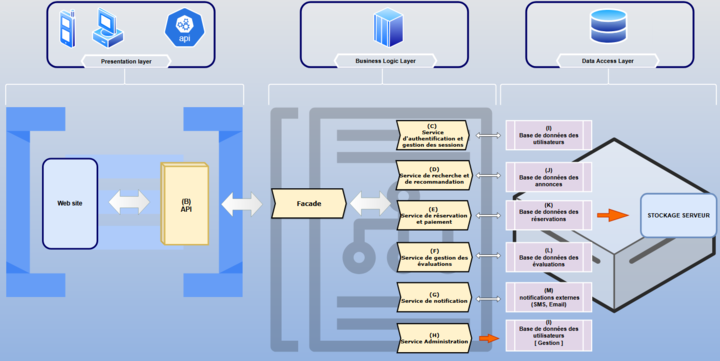 api
Presentation layer
Business Logic Layer
Data Access Layer
Web site
(B)
API
Facade
(C)
Service
d'authentification et
gestion des sessions
(D)
Service de recherche et
de recommandation
(E)
Service de réservation
et paiement
(F)
Service de gestion des
évaluations
(G)
Service de notification
(H)
Service Administration
(I)
Base de données des
utilisateurs
(J)
Base de données des
annonces
(K)
Base de données des
réservations
(L)
Base de données des
évaluations
(M)
notifications externes
(SMS, Email)
(I)
Base de données des
utilisateurs
[ Gestion ]
STOCKAGE SERVEUR